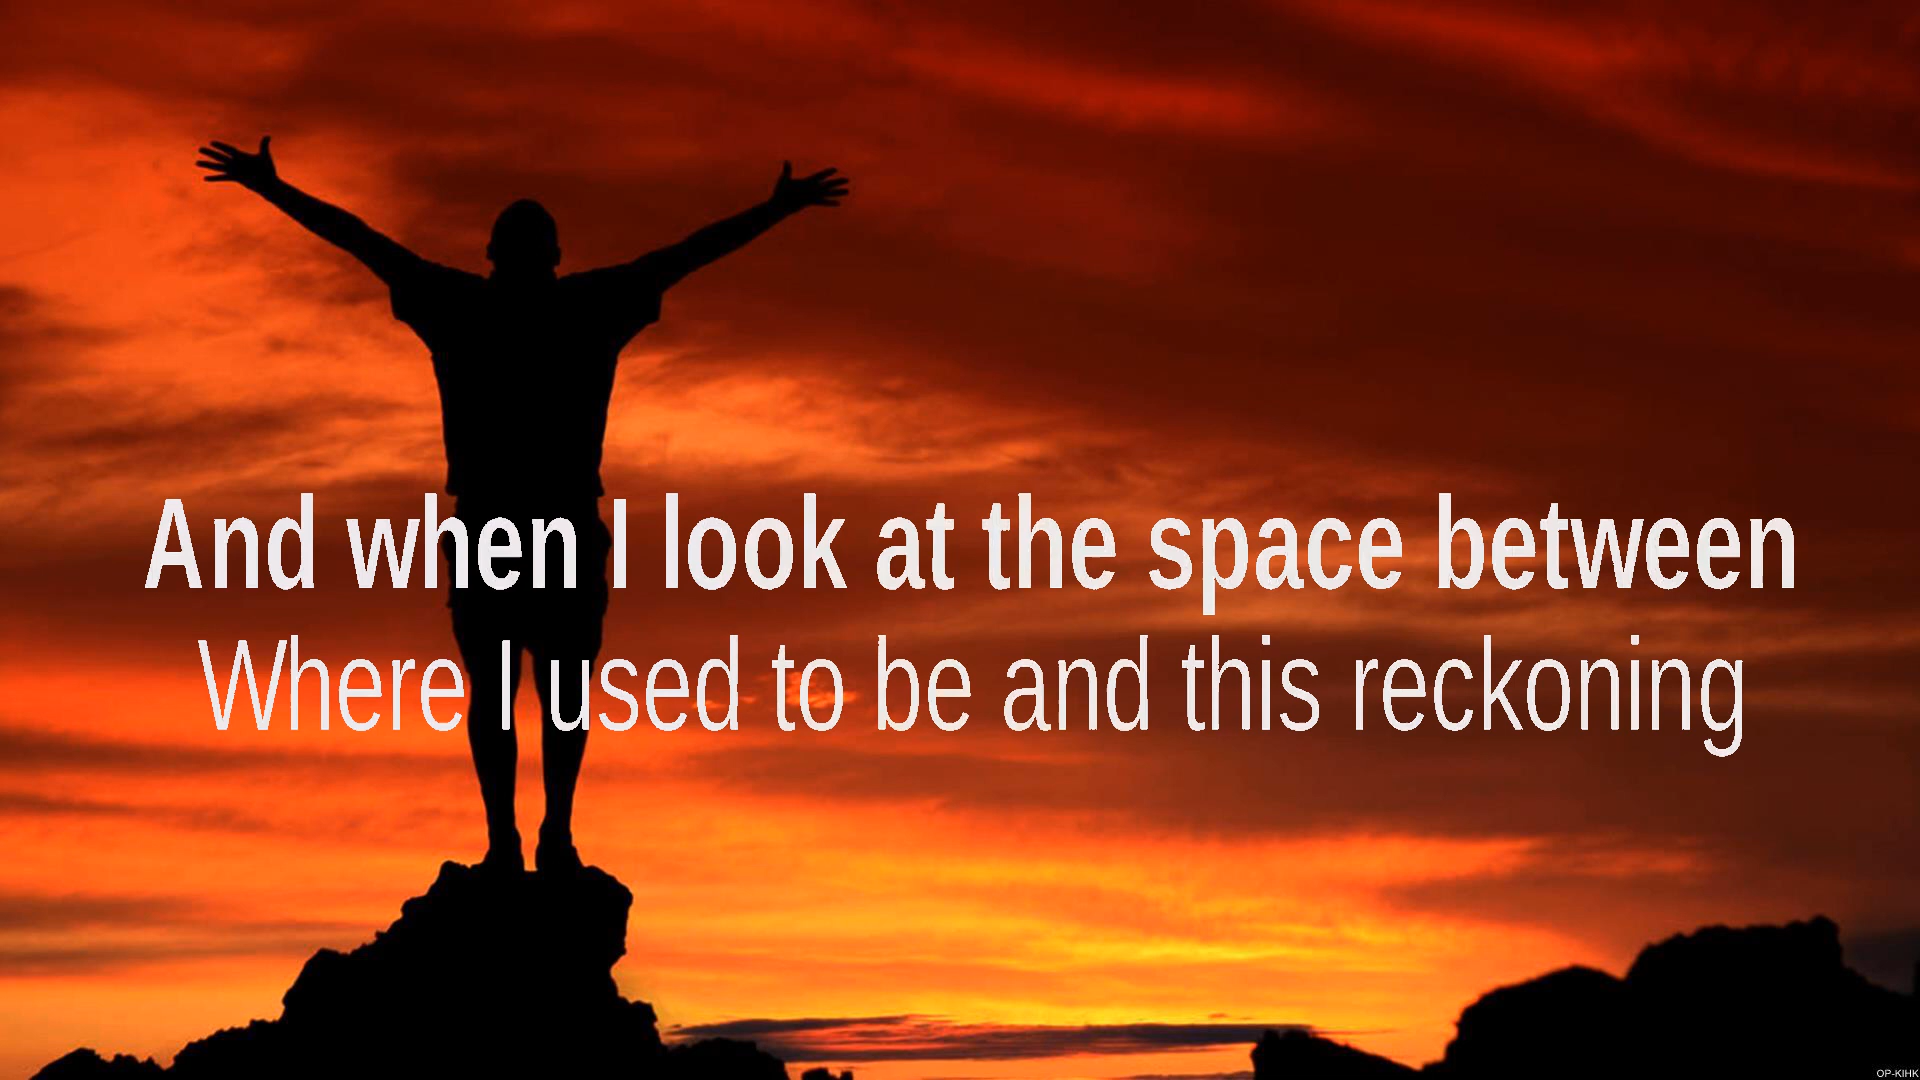 And when I look at the space between
Where I used to be and this reckoning
OP-KIHK